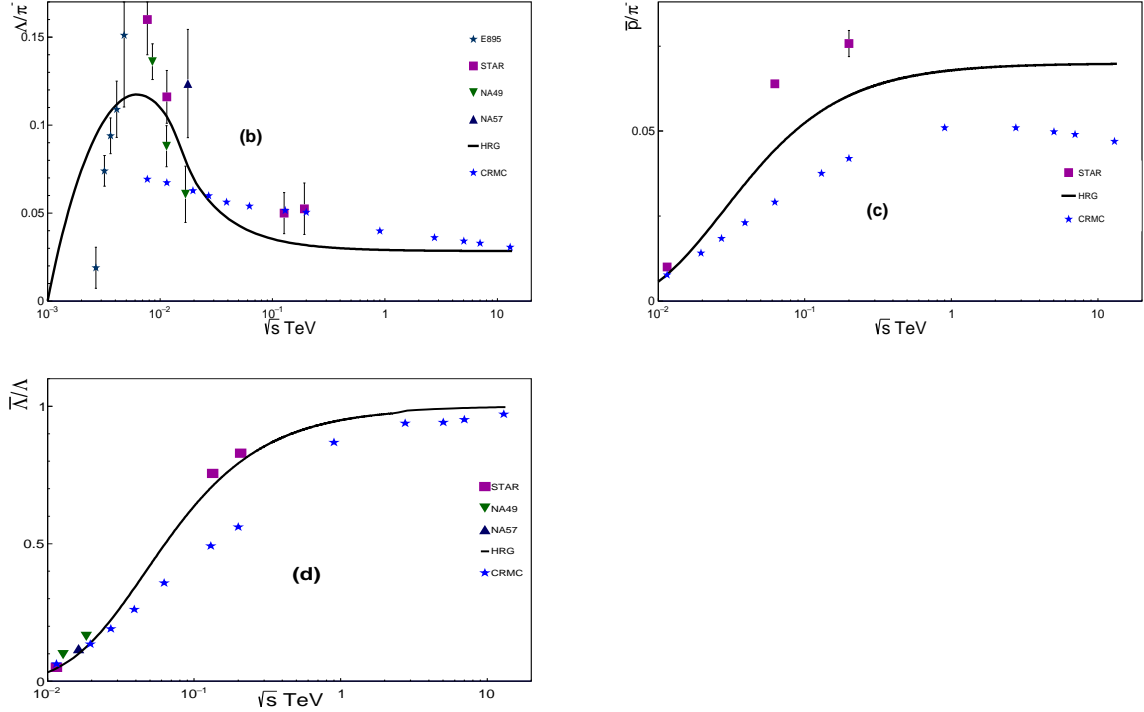 Λ/π⁻
0.15
0.1
0.05
0
10⁻³
10⁻²
10⁻¹
1
10
√s TeV
(b)
E895
STAR
NA49
NA57
HRG
CRMC
p̅/π⁻
0.05
0
10⁻²
10⁻¹
1
10
√s TeV
(c)
STAR
HRG
CRMC
Λ̅/Λ
1
0.5
0
10⁻²
10⁻¹
1
10
√s TeV
(d)
STAR
NA49
NA57
HRG
CRMC